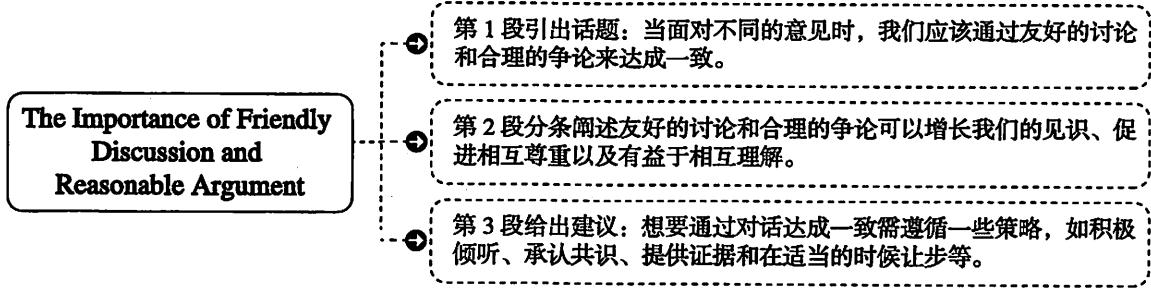 The Importance of Friendly
Discussion and
Reasonable Argument
第1段引出话题：当面对不同的意见时，我们应该通过友好的讨论
和合理的争论来达成一致。
第2段分条阐述友好的讨论和合理的争论可以增长我们的见识、促
进相互尊重以及有益于相互理解。
第3段给出建议：想要通过对话达成一致需遵循一些策略，如积极
倾听、承认共识、提供证据和在适当的时候让步等。